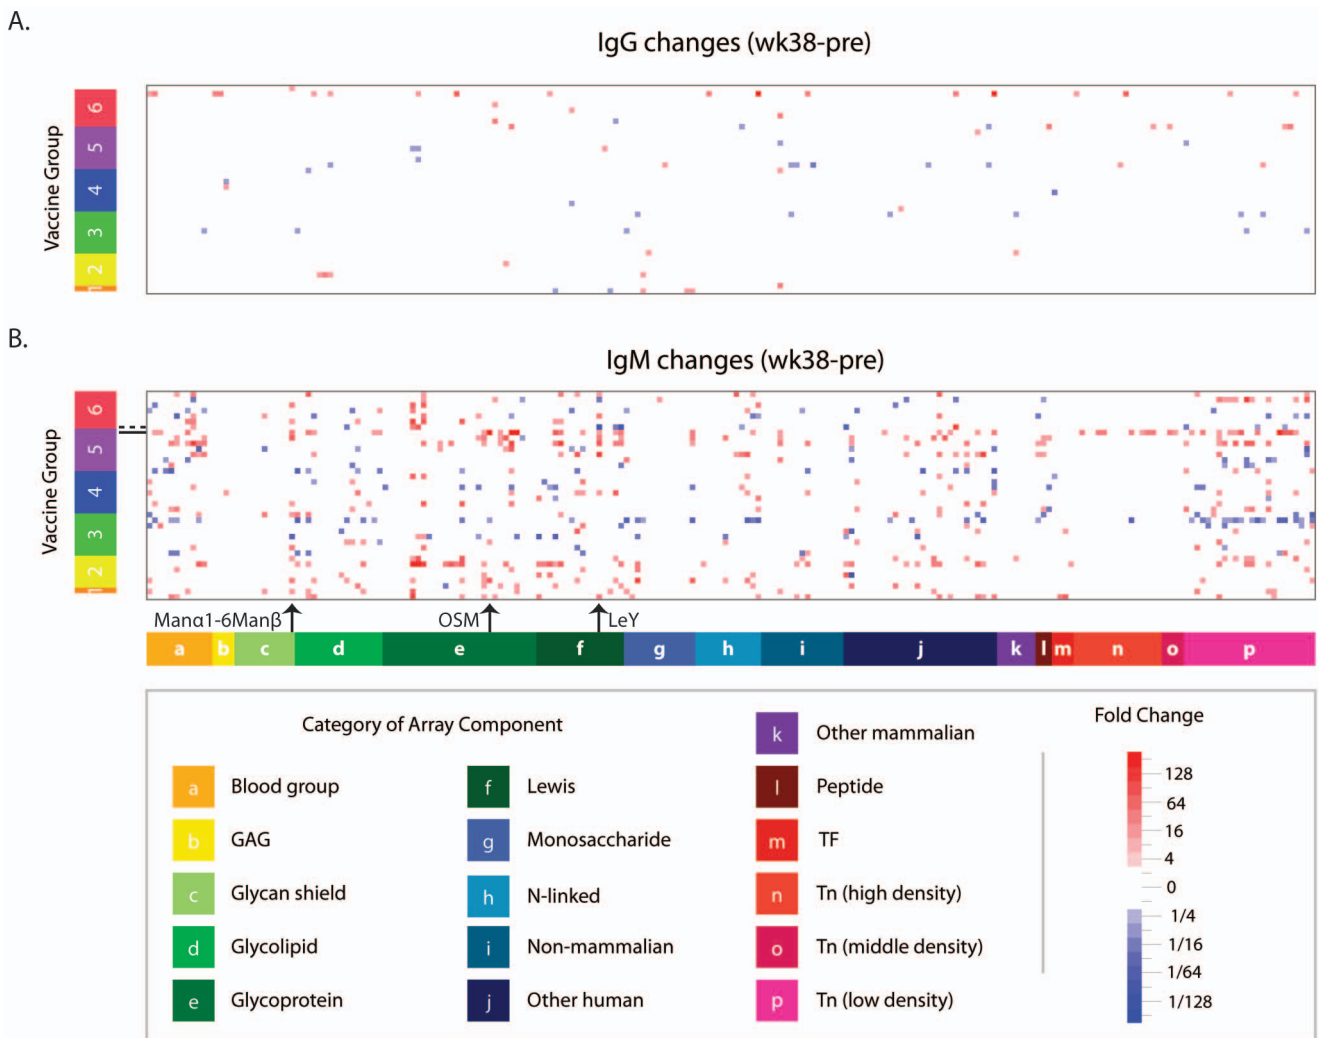 A.
IgG changes (wk38-pre)
Vaccine Group
6
5
4
3
2
1
B.
IgM changes (wk38-pre)
Vaccine Group
6
5
4
3
2
1
Manα1-6Manβ
OSM
LeY
a b c d e f g h i j k l m n o p
Category of Array Component
a Blood group
b GAG
c Glycan shield
d Glycolipid
e Glycoprotein
f Lewis
g Monosaccharide
h N-linked
i Non-mammalian
j Other human
k Other mammalian
l Peptide
m TF
n Tn (high density)
o Tn (middle density)
p Tn (low density)
Fold Change
128
64
16
4
0
1/4
1/16
1/64
1/128